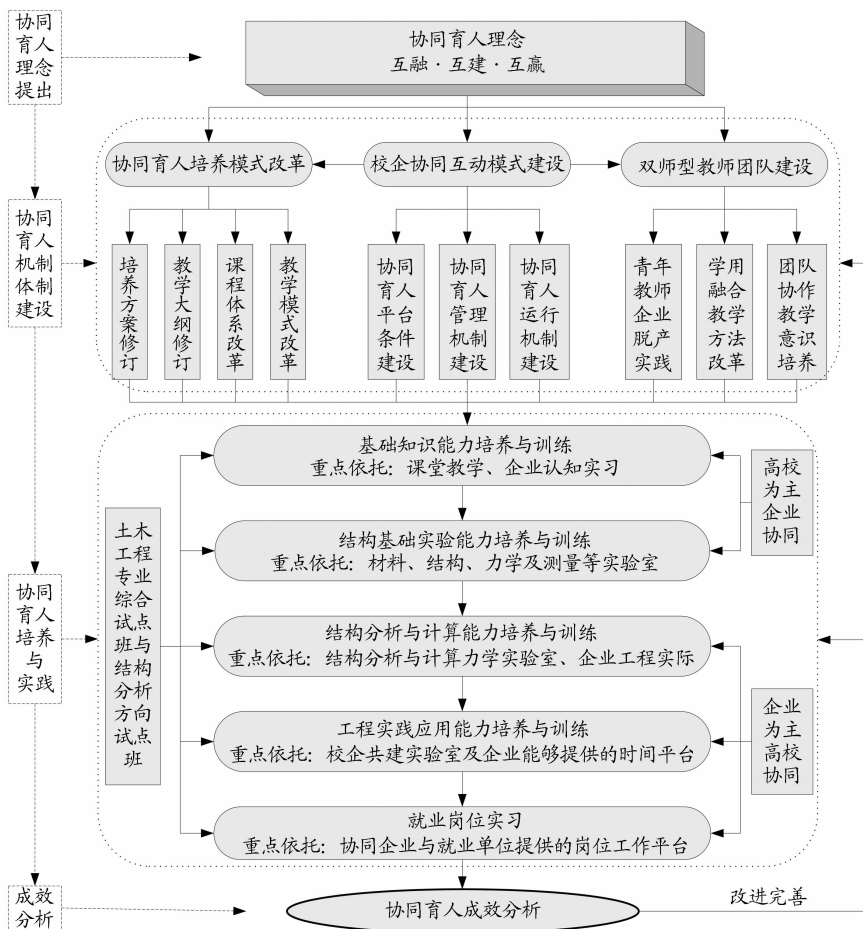 协同
育人
理念
提出
协同育人理念
互融·互建·互赢
协同育人培养模式改革
校企协同互动模式建设
双师型教师团队建设
协同
育人
机制
体制
建设
培养方案修订
教学大纲修订
课程体系改革
教学模式改革
协同
育人
平台
条件
建设
协同
育人
管理
机制
建设
协同
育人
运行
机制
建设
青年
教师
企业
脱产
实践
学用
融合
教学
方法
改革
团队
协作
教学
意识
培养
基础知识能力培养与训练
重点依托：课堂教学、企业认知实习
高校
为主
企业
协同
土木
工程
专业
综合
试点
班与
结构
分析
方向
试点
班
结构基础实验能力培养与训练
重点依托：材料、结构、力学及测量等实验室
协同
育人
培养
与
实践
结构分析与计算能力培养与训练
重点依托：结构分析与计算力学实验室、企业工程实际
工程实践应用能力培养与训练
重点依托：校企共建实验室及企业能够提供的时间平台
企业
为主
高校
协同
就业岗位实习
重点依托：协同企业与就业单位提供的岗位工作平台
成效
分析
协同育人成效分析
改进完善